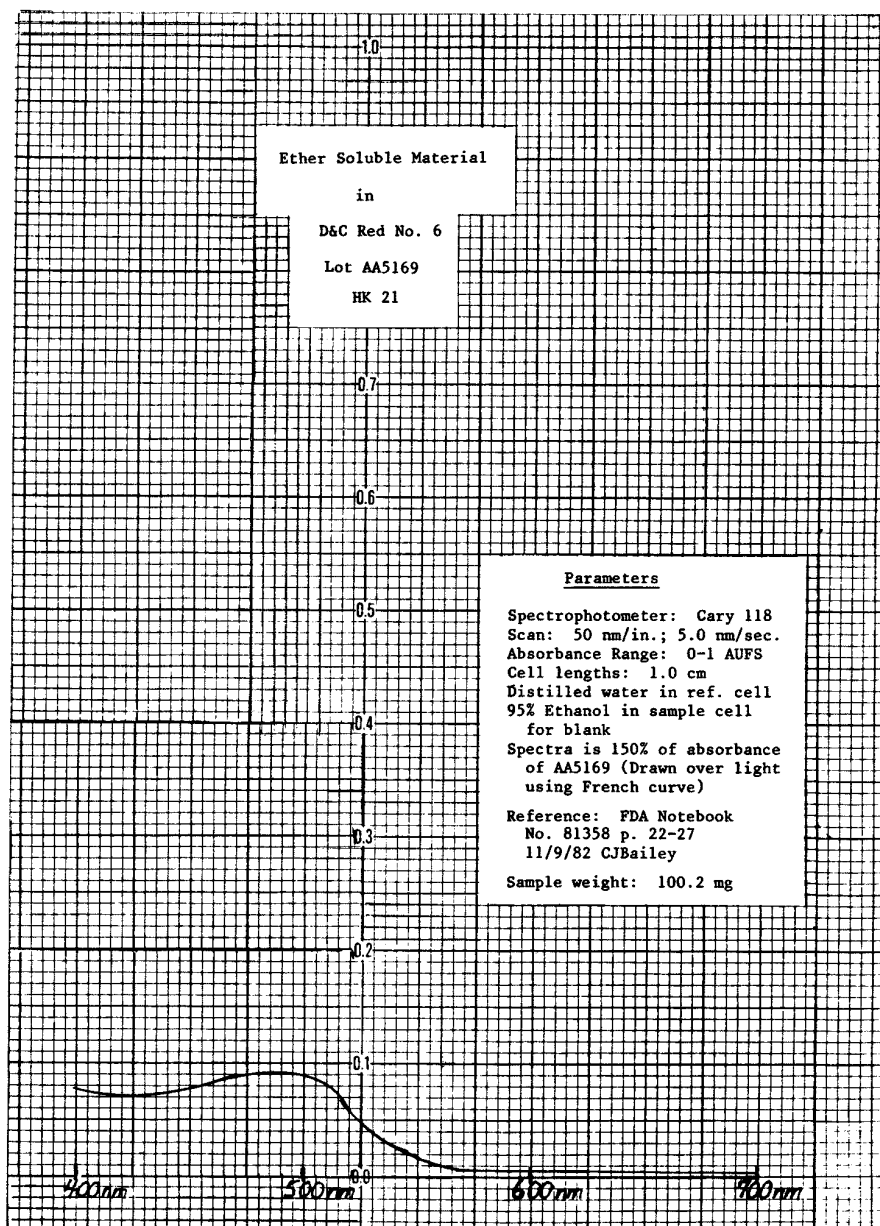 1.0
Ether Soluble Material
in
D&C Red No. 6
Lot AA5169
HK 21
0.7
0.6
Parameters
0.5
Spectrophotometer: Cary 118
Scan: 50 nm/in.; 5.0 nm/sec.
Absorbance Range: 0-1 AUFS
Cell lengths: 1.0 cm
Distilled water in ref. cell
95% Ethanol in sample cell
for blank
Spectra is 150% of absorbance
of AA5169 (Drawn over light
using French curve)
0.4
Reference: FDA Notebook
No. 81358 p. 22-27
11/9/82 CJBailey
0.3
Sample weight: 100.2 mg
0.2
0.1
0.0
400nm 500nm 600nm 700nm